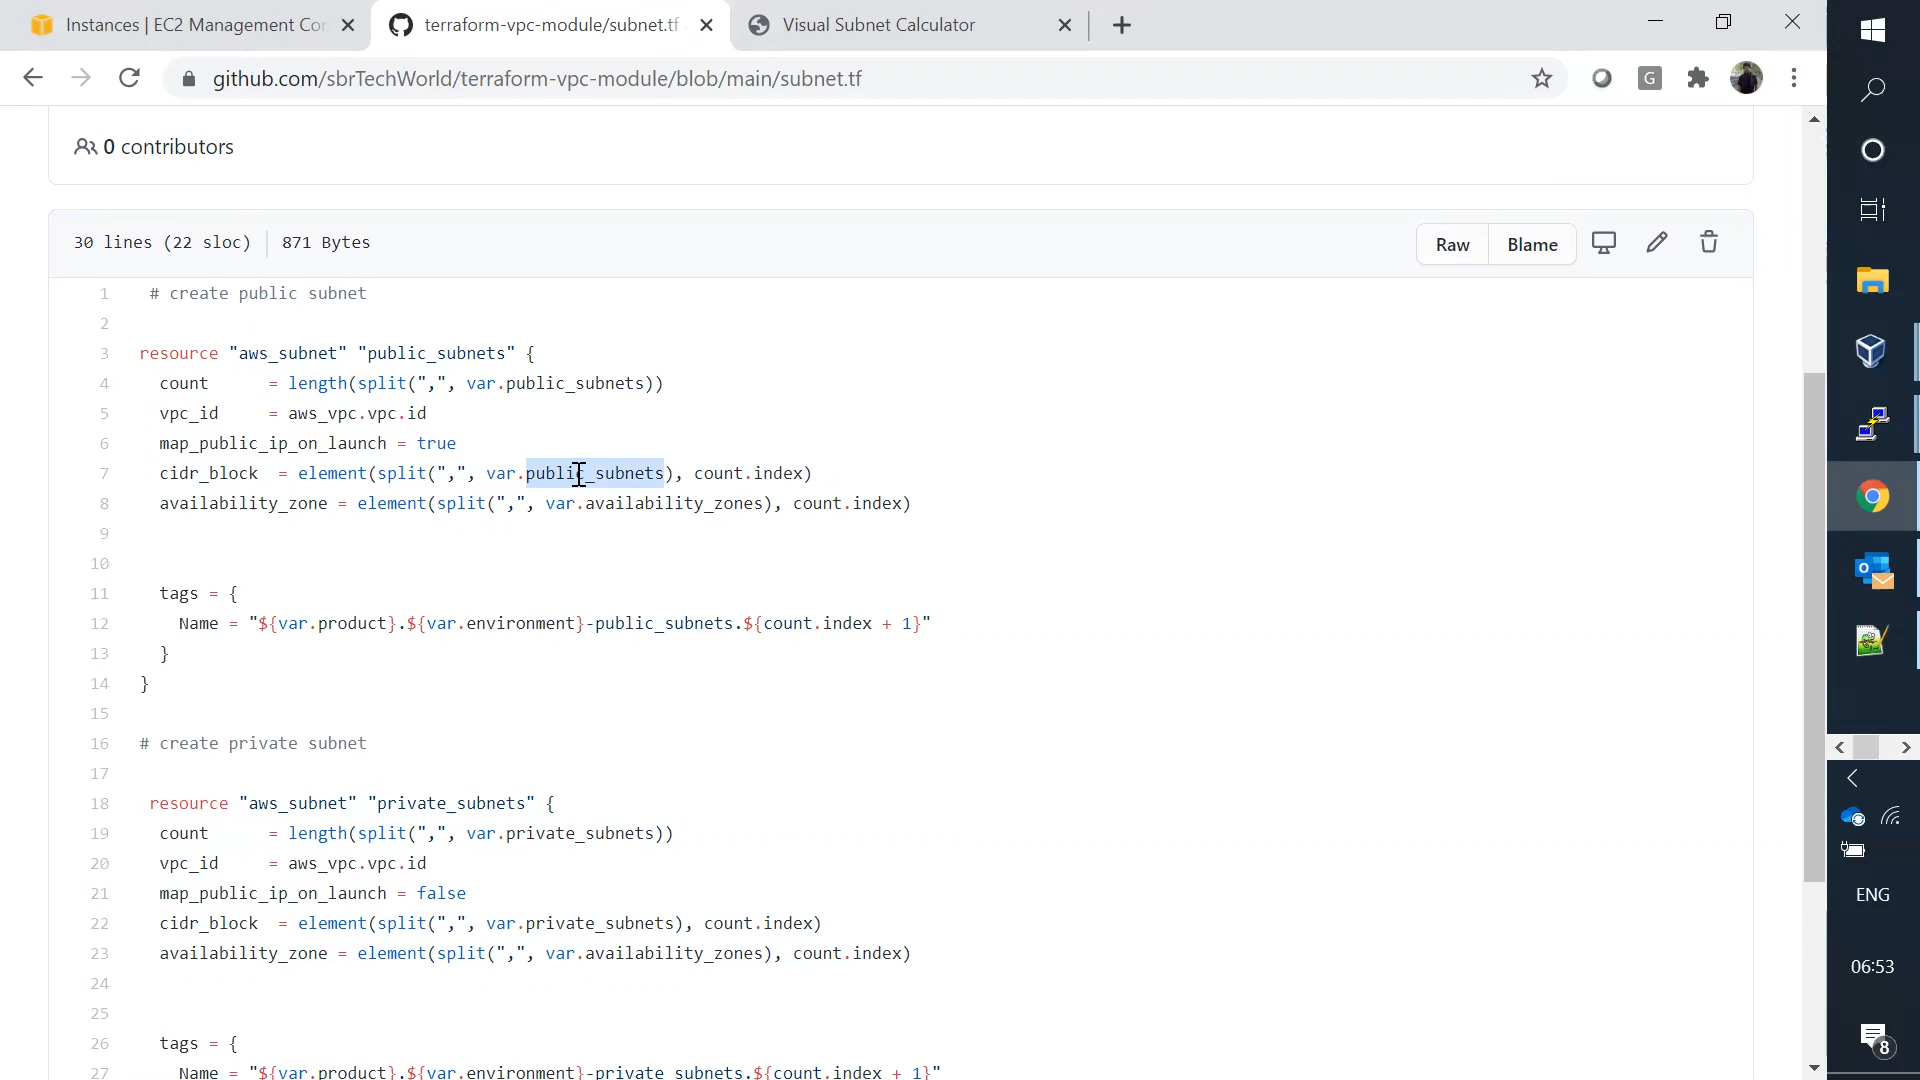 Instances | EC2 Management Con
terraform-vpc-module/subnet.tf
Visual Subnet Calculator
github.com/sbrTechWorld/terraform-vpc-module/blob/main/subnet.tf
G
0 contributors
30 lines (22 sloc) 871 Bytes
Raw
Blame
1 # create public subnet
2
3 resource "aws_subnet" "public_subnets" {
4 count = length(split(",", var.public_subnets))
5 vpc_id = aws_vpc.vpc.id
6 map_public_ip_on_launch = true
7 cidr_block = element(split(",", var.public_subnets), count.index)
8 availability_zone = element(split(",", var.availability_zones), count.index)
9
10
11 tags = {
12 Name = "${var.product}.${var.environment}-public_subnets.${count.index + 1}"
13 }
14 }
15
16 # create private subnet
17
18 resource "aws_subnet" "private_subnets" {
19 count = length(split(",", var.private_subnets))
20 vpc_id = aws_vpc.vpc.id
21 map_public_ip_on_launch = false
22 cidr_block = element(split(",", var.private_subnets), count.index)
23 availability_zone = element(split(",", var.availability_zones), count.index)
24
25
26 tags = {
27 Name = "${var.product}.${var.environment}-private_subnets.${count.index + 1}"
ENG
06:53
8